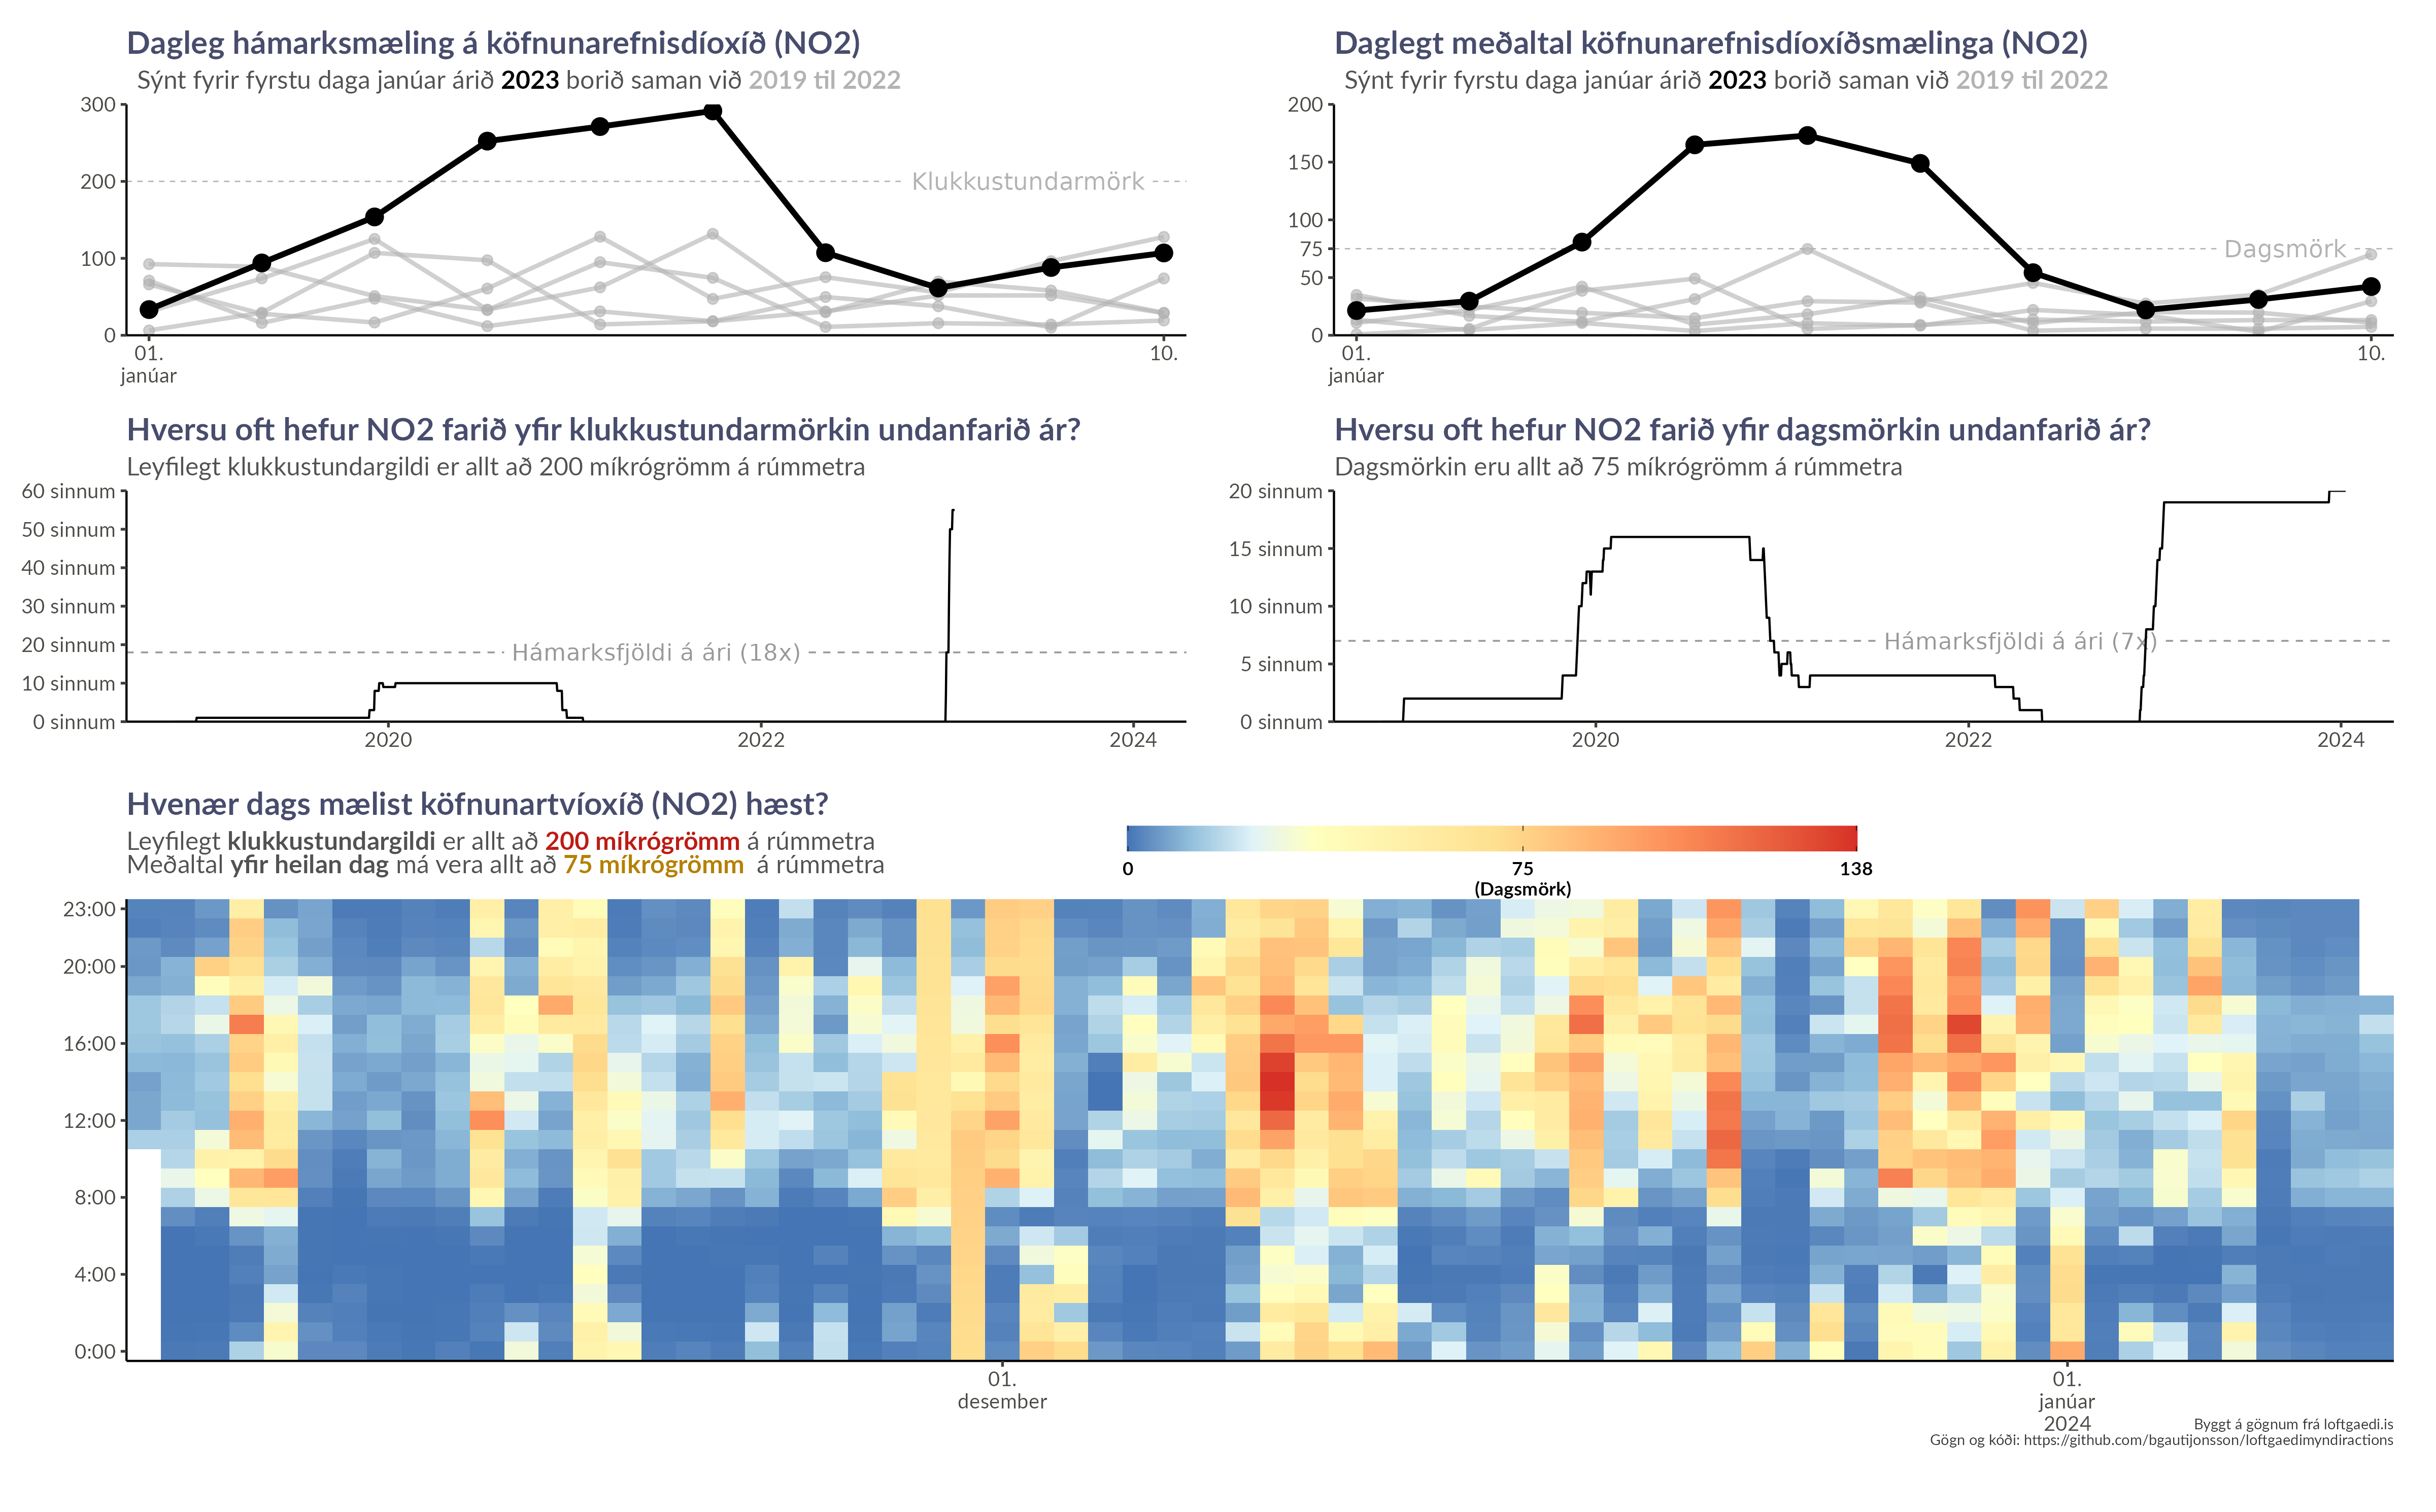 Dagleg hámarksmæling á köfnunarefnisdíoxíð (NO2)
Sýnt fyrir fyrstu daga janúar árið 2023 borið saman við 2019 til 2022
300
200
100
0
Klukkustundarmörk
01.
janúar
10.
Daglegt meðaltal köfnunarefnisdíoxíðsmælinga (NO2)
Sýnt fyrir fyrstu daga janúar árið 2023 borið saman við 2019 til 2022
200
150
100
75
50
0
Dagsmörk
01.
janúar
10.
Hversu oft hefur NO2 farið yfir klukkustundarmörkin undanfarið ár?
Leyfilegt klukkustundargildi er allt að 200 míkrógrömm á rúmmetra
60 sinnum
50 sinnum
40 sinnum
30 sinnum
20 sinnum
10 sinnum
0 sinnum
Hámarksfjöldi á ári (18x)
2020
2022
2024
Hversu oft hefur NO2 farið yfir dagsmörkin undanfarið ár?
Dagsmörkin eru allt að 75 míkrógrömm á rúmmetra
20 sinnum
15 sinnum
10 sinnum
5 sinnum
0 sinnum
Hámarksfjöldi á ári (7x)
2020
2022
2024
Hvenær dags mælist köfnunartvíoxíð (NO2) hæst?
Leyfilegt klukkustundargildi er allt að 200 míkrógrömm á rúmmetra
Meðaltal yfir heilan dag má vera allt að 75 míkrógrömm á rúmmetra
0
75
(Dagsmörk)
138
23:00
20:00
16:00
12:00
8:00
4:00
0:00
01.
desember
01.
janúar
2024
Byggt á gögnum frá loftgaedi.is
Gögn og kóði: https://github.com/bgautijonsson/loftgaedimyndiractions